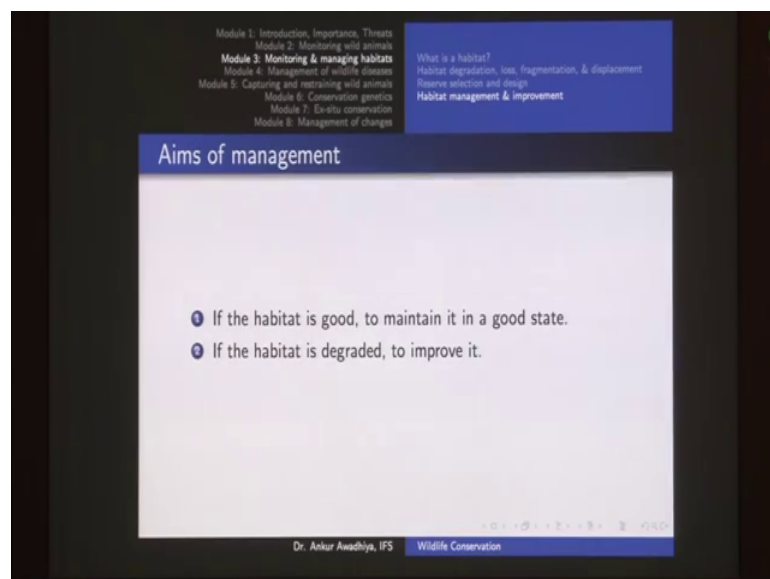 Module 1: Introduction, Importance, Threats
Module 2: Monitoring wild animals
Module 3: Monitoring & managing habitats
Module 4: Management of wildlife diseases
Module 5: Capturing and restraining wild animals
Module 6: Conservation genetics
Module 7: Ex-situ conservation
Module 8: Management of changes
What is a habitat?
Habitat degradation, loss, fragmentation, & displacement
Reserve selection and design
Habitat management & improvement
Aims of management
1 If the habitat is good, to maintain it in a good state.
2 If the habitat is degraded, to improve it.
Dr. Ankur Awadhiya, IFS
Wildlife Conservation